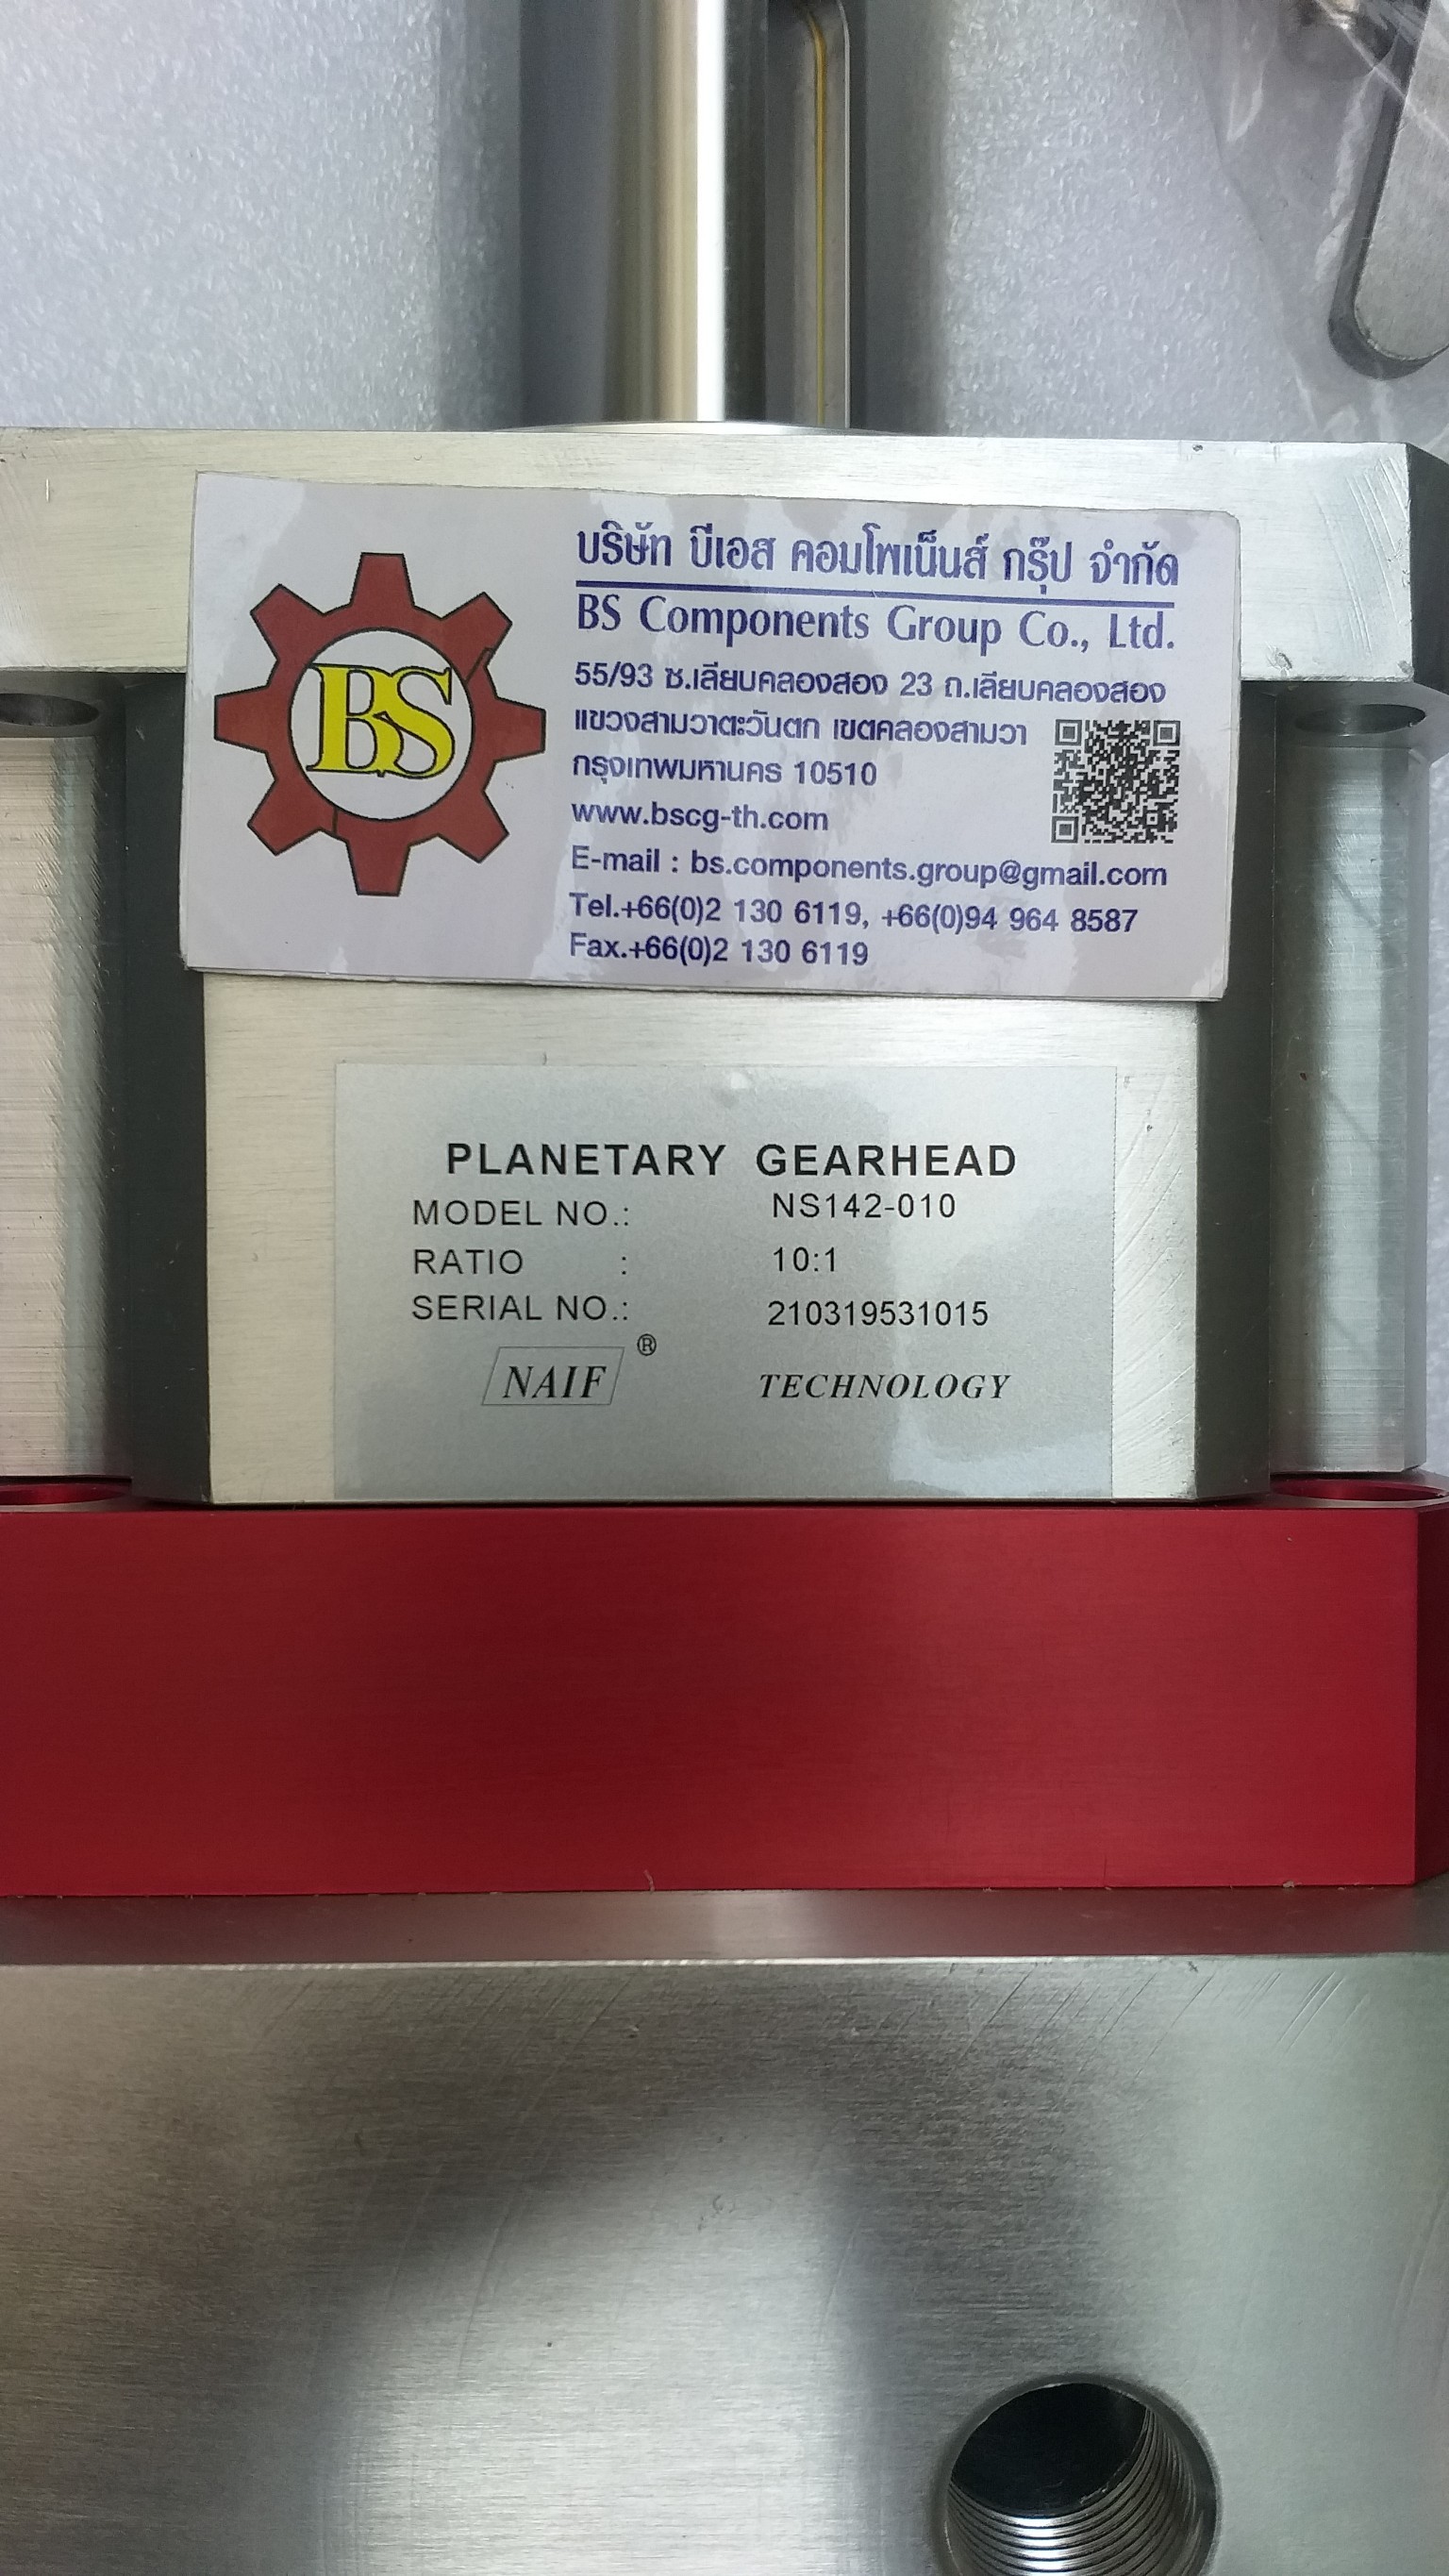 BS
บริษัท บีเอส คอมโพเน็นส์ กรุ๊ป จำกัด
BS Components Group Co., Ltd.
55/93 ซ.เลียบคลองสอง 23 ถ.เลียบคลองสอง
แขวงสามวาตะวันตก เขตคลองสามวา
กรุงเทพมหานคร 10510
www.bscg-th.com
E-mail : bs.components.group@gmail.com
Tel.+66(0)2 130 6119, +66(0)94 964 8587
Fax.+66(0)2 130 6119
PLANETARY GEARHEAD
MODEL NO.: NS142-010
RATIO : 10:1
SERIAL NO.: 210319531015
NAIF ® TECHNOLOGY